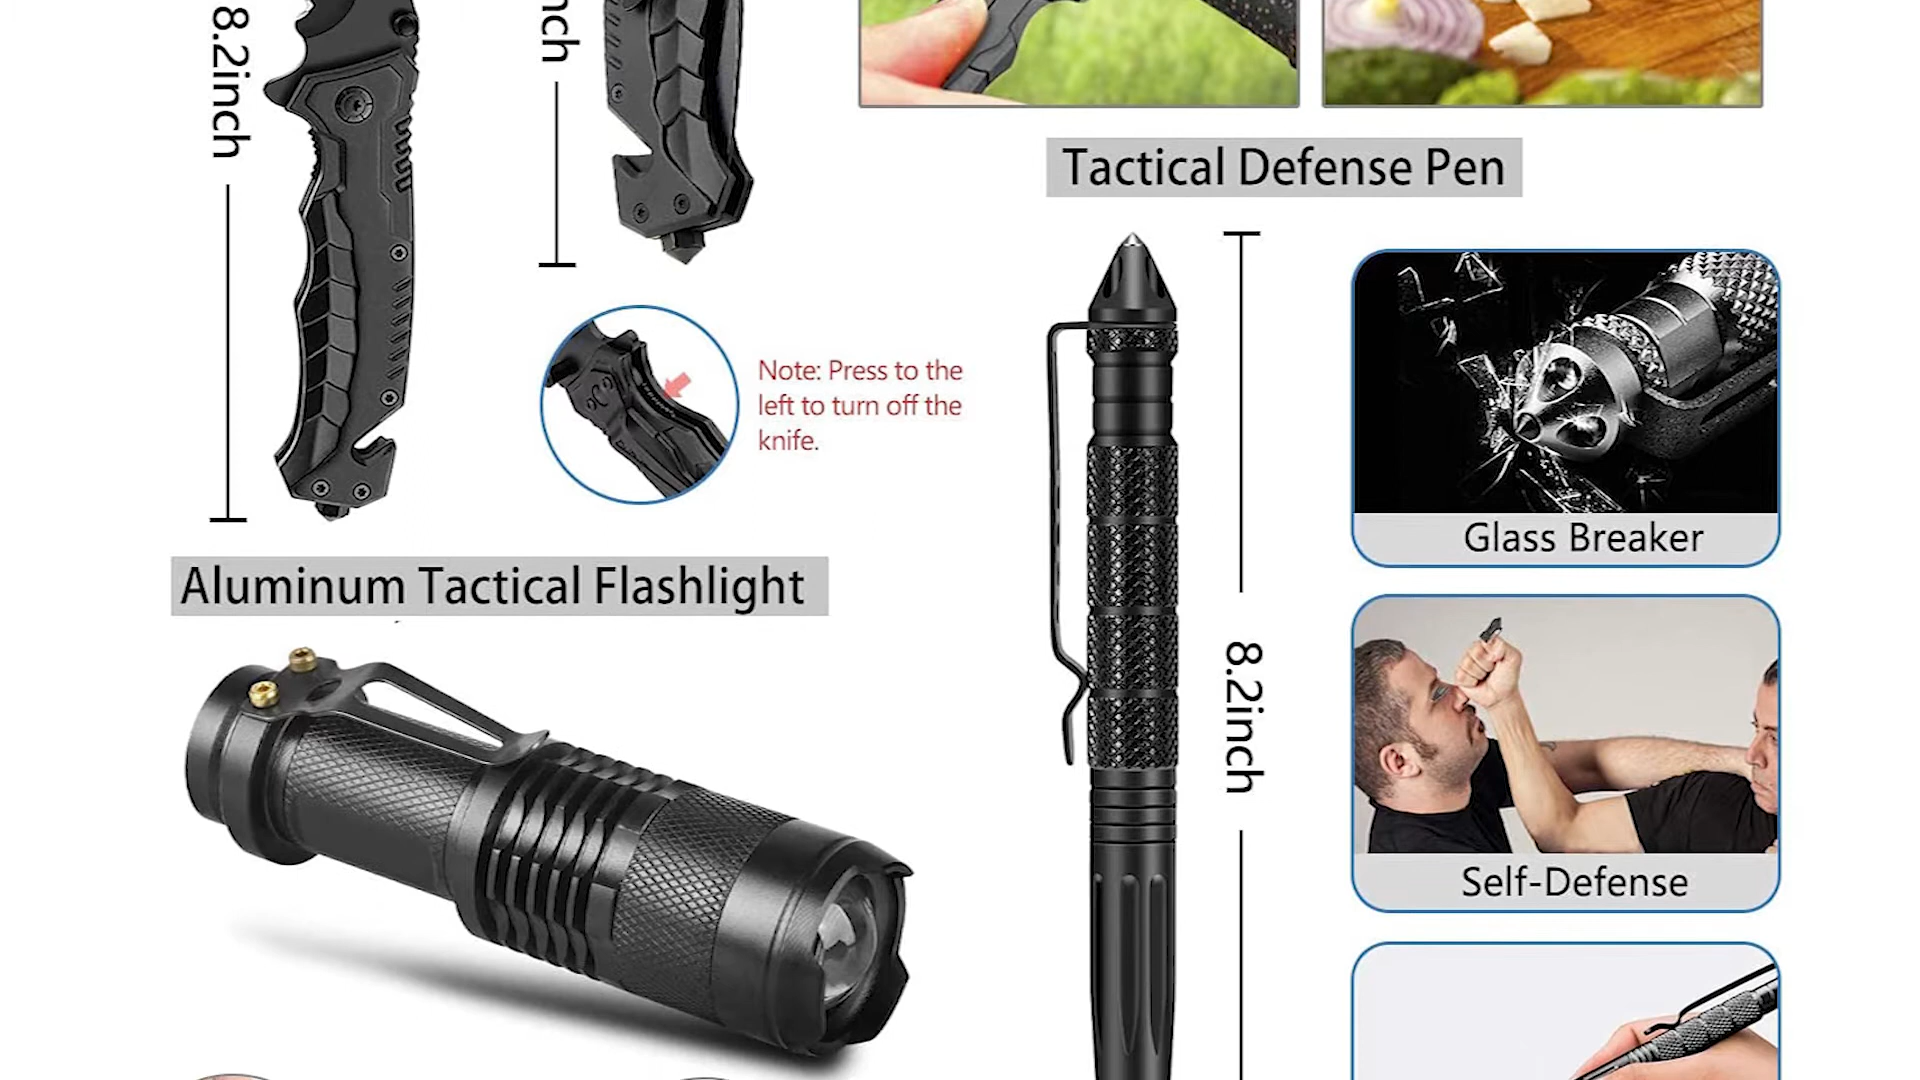 8.2inch
Tactical Defense Pen
Note: Press to the
left to turn off the
knife.
Glass Breaker
Aluminum Tactical Flashlight
8.2inch
Self-Defense